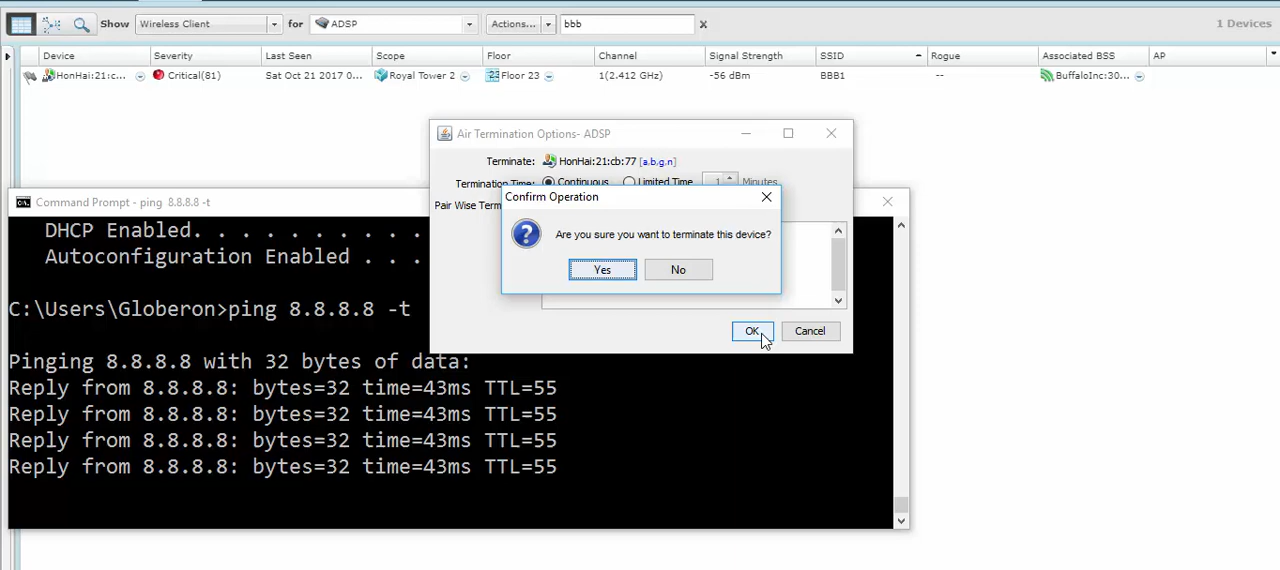 Show Wireless Client for ADSP Actions... bbb x 1 Devices
Device Severity Last Seen Scope Floor Channel Signal Strength SSID Rogue Associated BSS AP
HonHai:21:c... Critical(81) Sat Oct 21 2017 0... Royal Tower 2 23 Floor 23 1(2.412 GHz) -56 dBm BBB1 -- BuffaloInc:30...
Air Termination Options- ADSP
Terminate: HonHai:21:cb:77 [a,b,g,n]
Termination Time: Continuous Limited Time 1 Minutes
Pair Wise Term
Confirm Operation
Are you sure you want to terminate this device?
Yes No
OK Cancel
Command Prompt - ping 8.8.8.8 -t
DHCP Enabled. . . . . . . . . . .
Autoconfiguration Enabled . . . .
C:\Users\Globeron>ping 8.8.8.8 -t
Pinging 8.8.8.8 with 32 bytes of data:
Reply from 8.8.8.8: bytes=32 time=43ms TTL=55
Reply from 8.8.8.8: bytes=32 time=43ms TTL=55
Reply from 8.8.8.8: bytes=32 time=43ms TTL=55
Reply from 8.8.8.8: bytes=32 time=43ms TTL=55